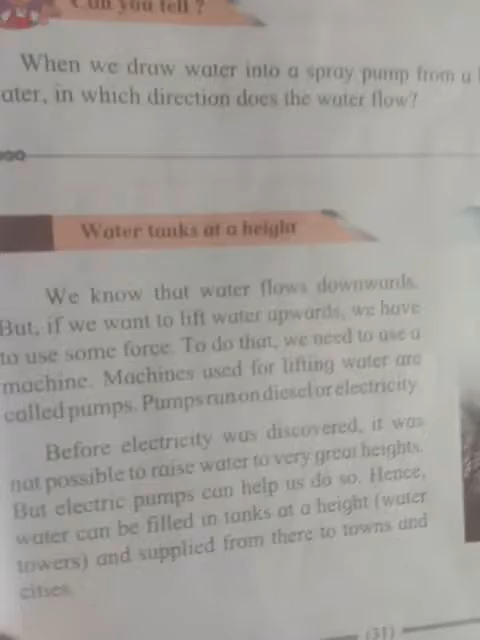 Can you tell ?
When we draw water into a spray pump from a
ater, in which direction does the water flow?
Water tanks at a height
We know that water flows downwards.
But, if we want to lift water upwards, we have
to use some force. To do that, we need to use a
machine. Machines used for lifting water are
called pumps. Pumps run on diesel or electricity.
Before electricity was discovered, it was
not possible to raise water to very great heights.
But electric pumps can help us do so. Hence,
water can be filled in tanks at a height (water
towers) and supplied from there to towns and
cities.
(31)